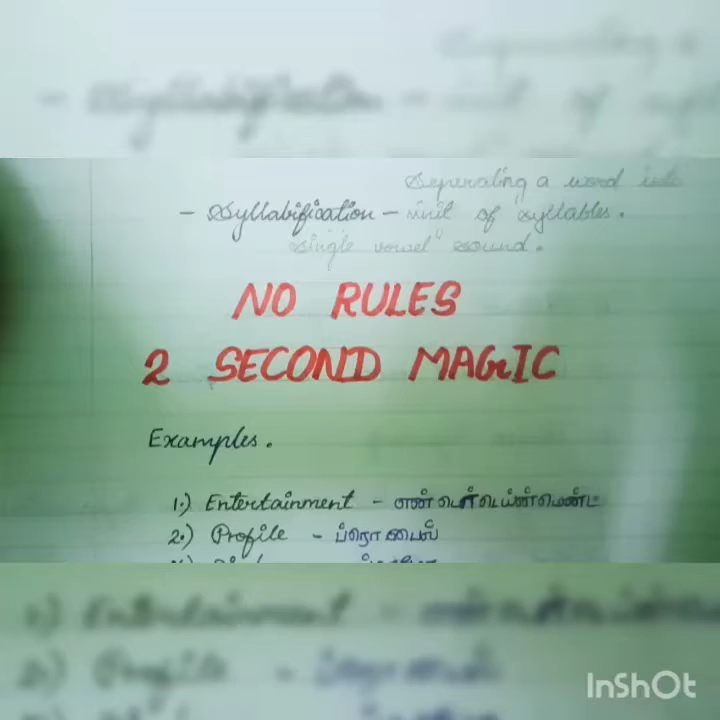 Seperating a word into
- Syllabification - unit of syllables.
single vowel sound.
NO RULES
2 SECOND MAGIC
Examples.
1.) Entertainment - என்டெர்டெய்ன்மெண்ட்
2.) Profile - ப்ரொபைல்
InShOt